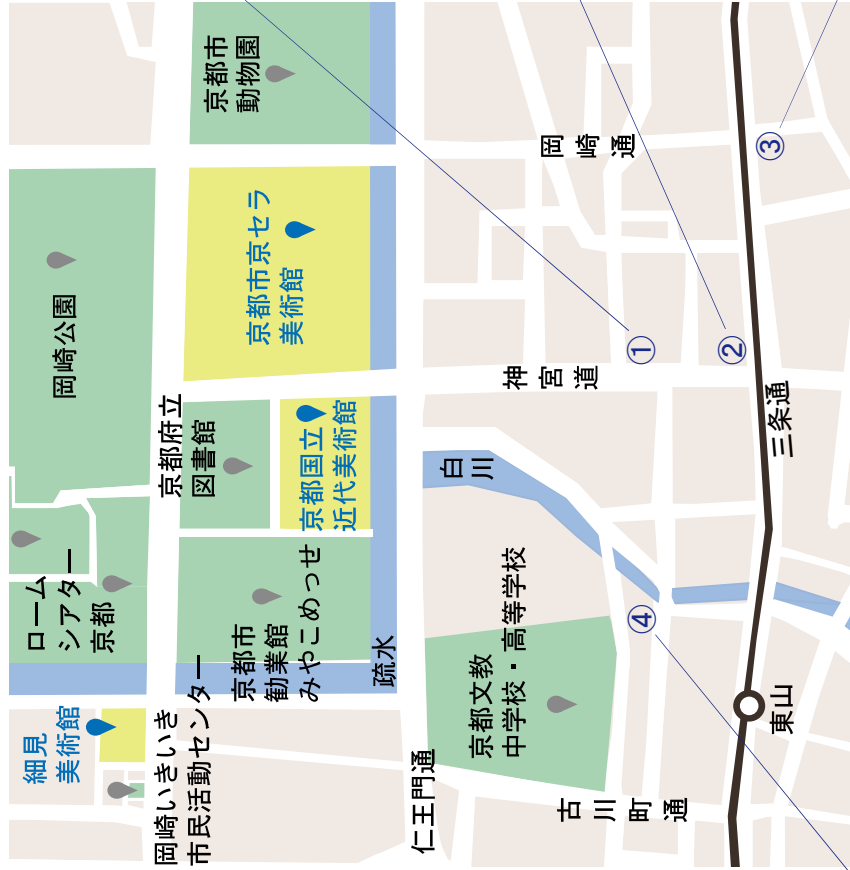 京都市
動物園
岡崎通
③
京都市京セラ
美術館
岡崎公園
①
②
神宮道
三条通
京都府立
図書館
京都国立
近代美術館
白川
ローム
シアター
京都
京都市
勧業館
みやこめっせ
疏水
④
京都文教
中学校・高等学校
東山
細見
美術館
岡崎いきいき
市民活動センター
仁王門通
古川町通